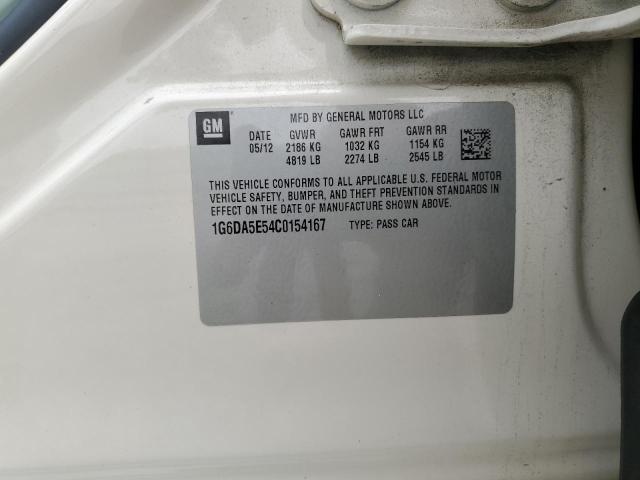 MFD BY GENERAL MOTORS LLC
GM
DATE GVWR GAWR FRT GAWR RR
05/12 2186 KG 1032 KG 1154 KG
4819 LB 2274 LB 2545 LB
THIS VEHICLE CONFORMS TO ALL APPLICABLE U.S. FEDERAL MOTOR
VEHICLE SAFETY, BUMPER, AND THEFT PREVENTION STANDARDS IN
EFFECT ON THE DATE OF MANUFACTURE SHOWN ABOVE.
1G6DA5E54C0154167 TYPE: PASS CAR